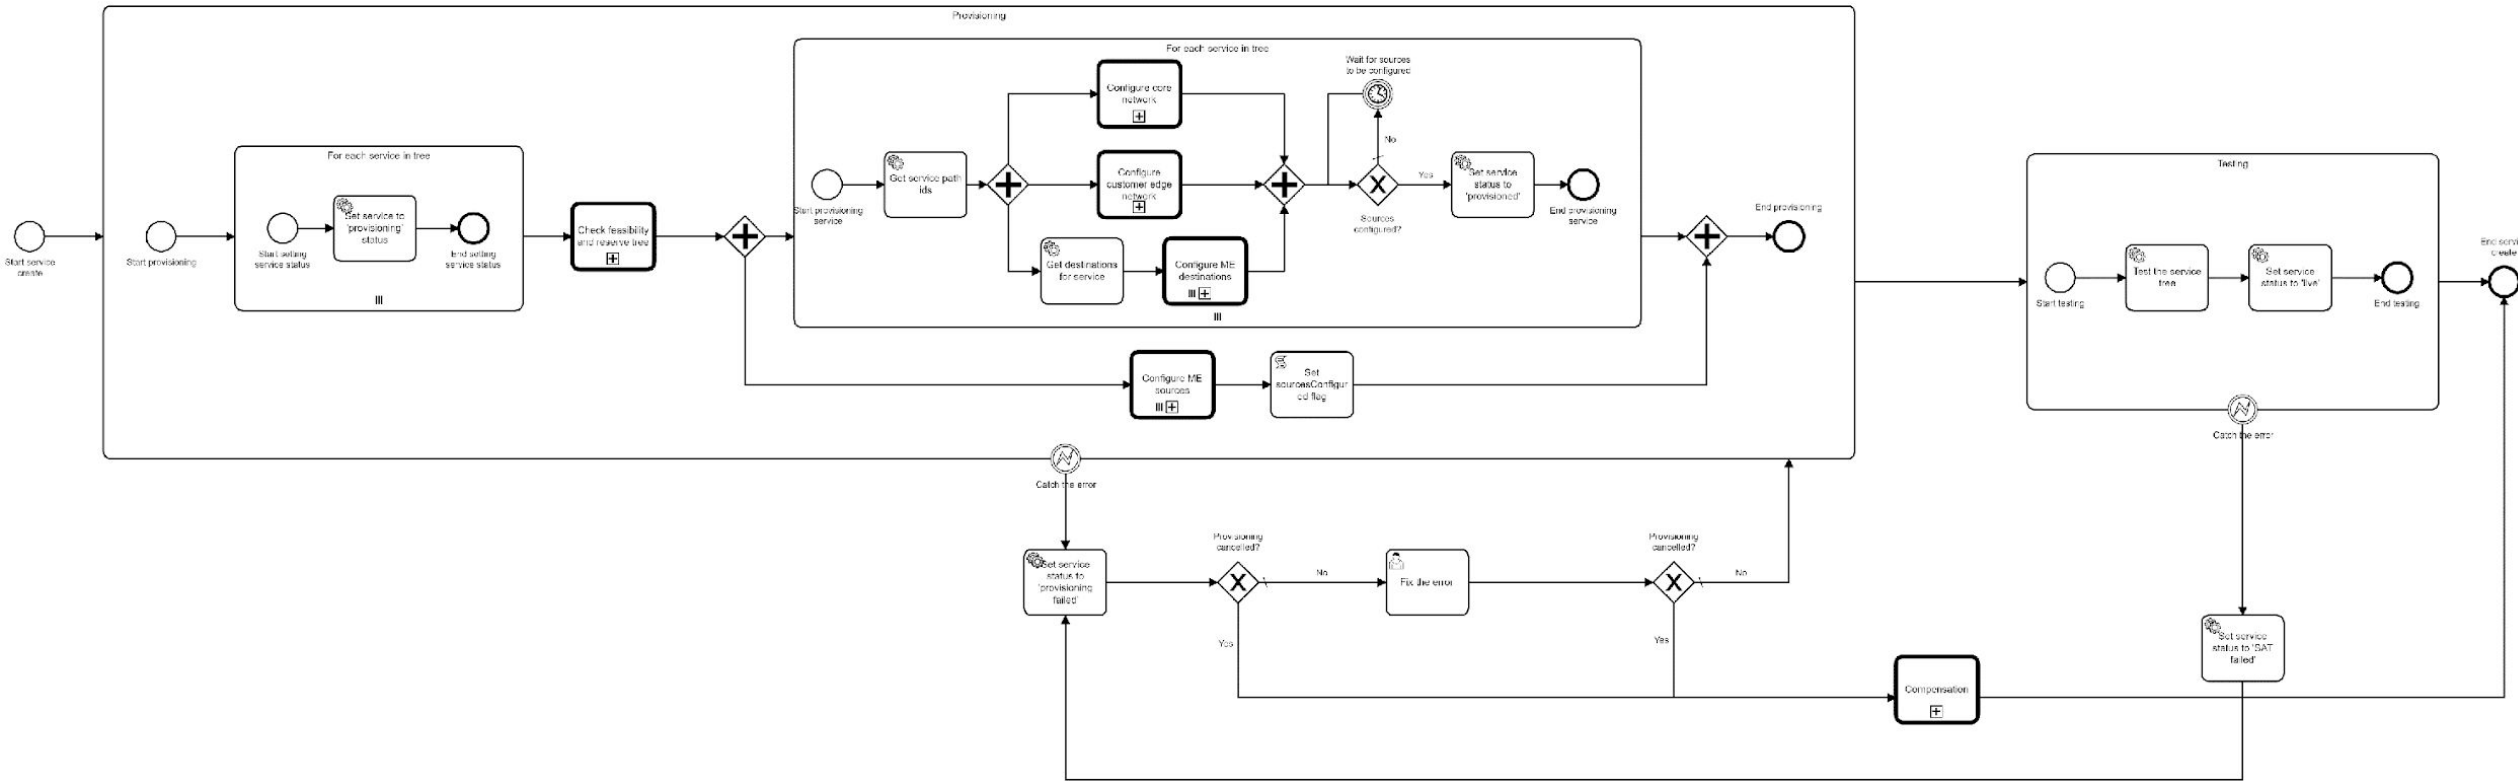 Provisioning
For each service in tree
Wait for sources
to be configured
Configure core
network
No
For each service in tree
Get service path
ids
Configure
customer edge
network
Yes
Set service
status to
'provisioned'
Start provisioning
service
Sources
configured?
End provisioning
service
Set service to
'provisioning'
status
Start setting
service status
End setting
service status
Start service
create
Start provisioning
Check feasibility
and reserve tree
Get destinations
for service
Configure ME
destinations
End provisioning
Configure ME
sources
Set
sourcesConfigur
ed flag
Testing
Start testing
Test the service
tree
Set service
status to 'live'
End testing
create
Catch the error
Catch the error
Set service
status to
'provisioning
failed'
Provisioning
cancelled?
No
Yes
Fix the error
Provisioning
cancelled?
No
Yes
Compensation
Set service
status to 'SAT
failed'